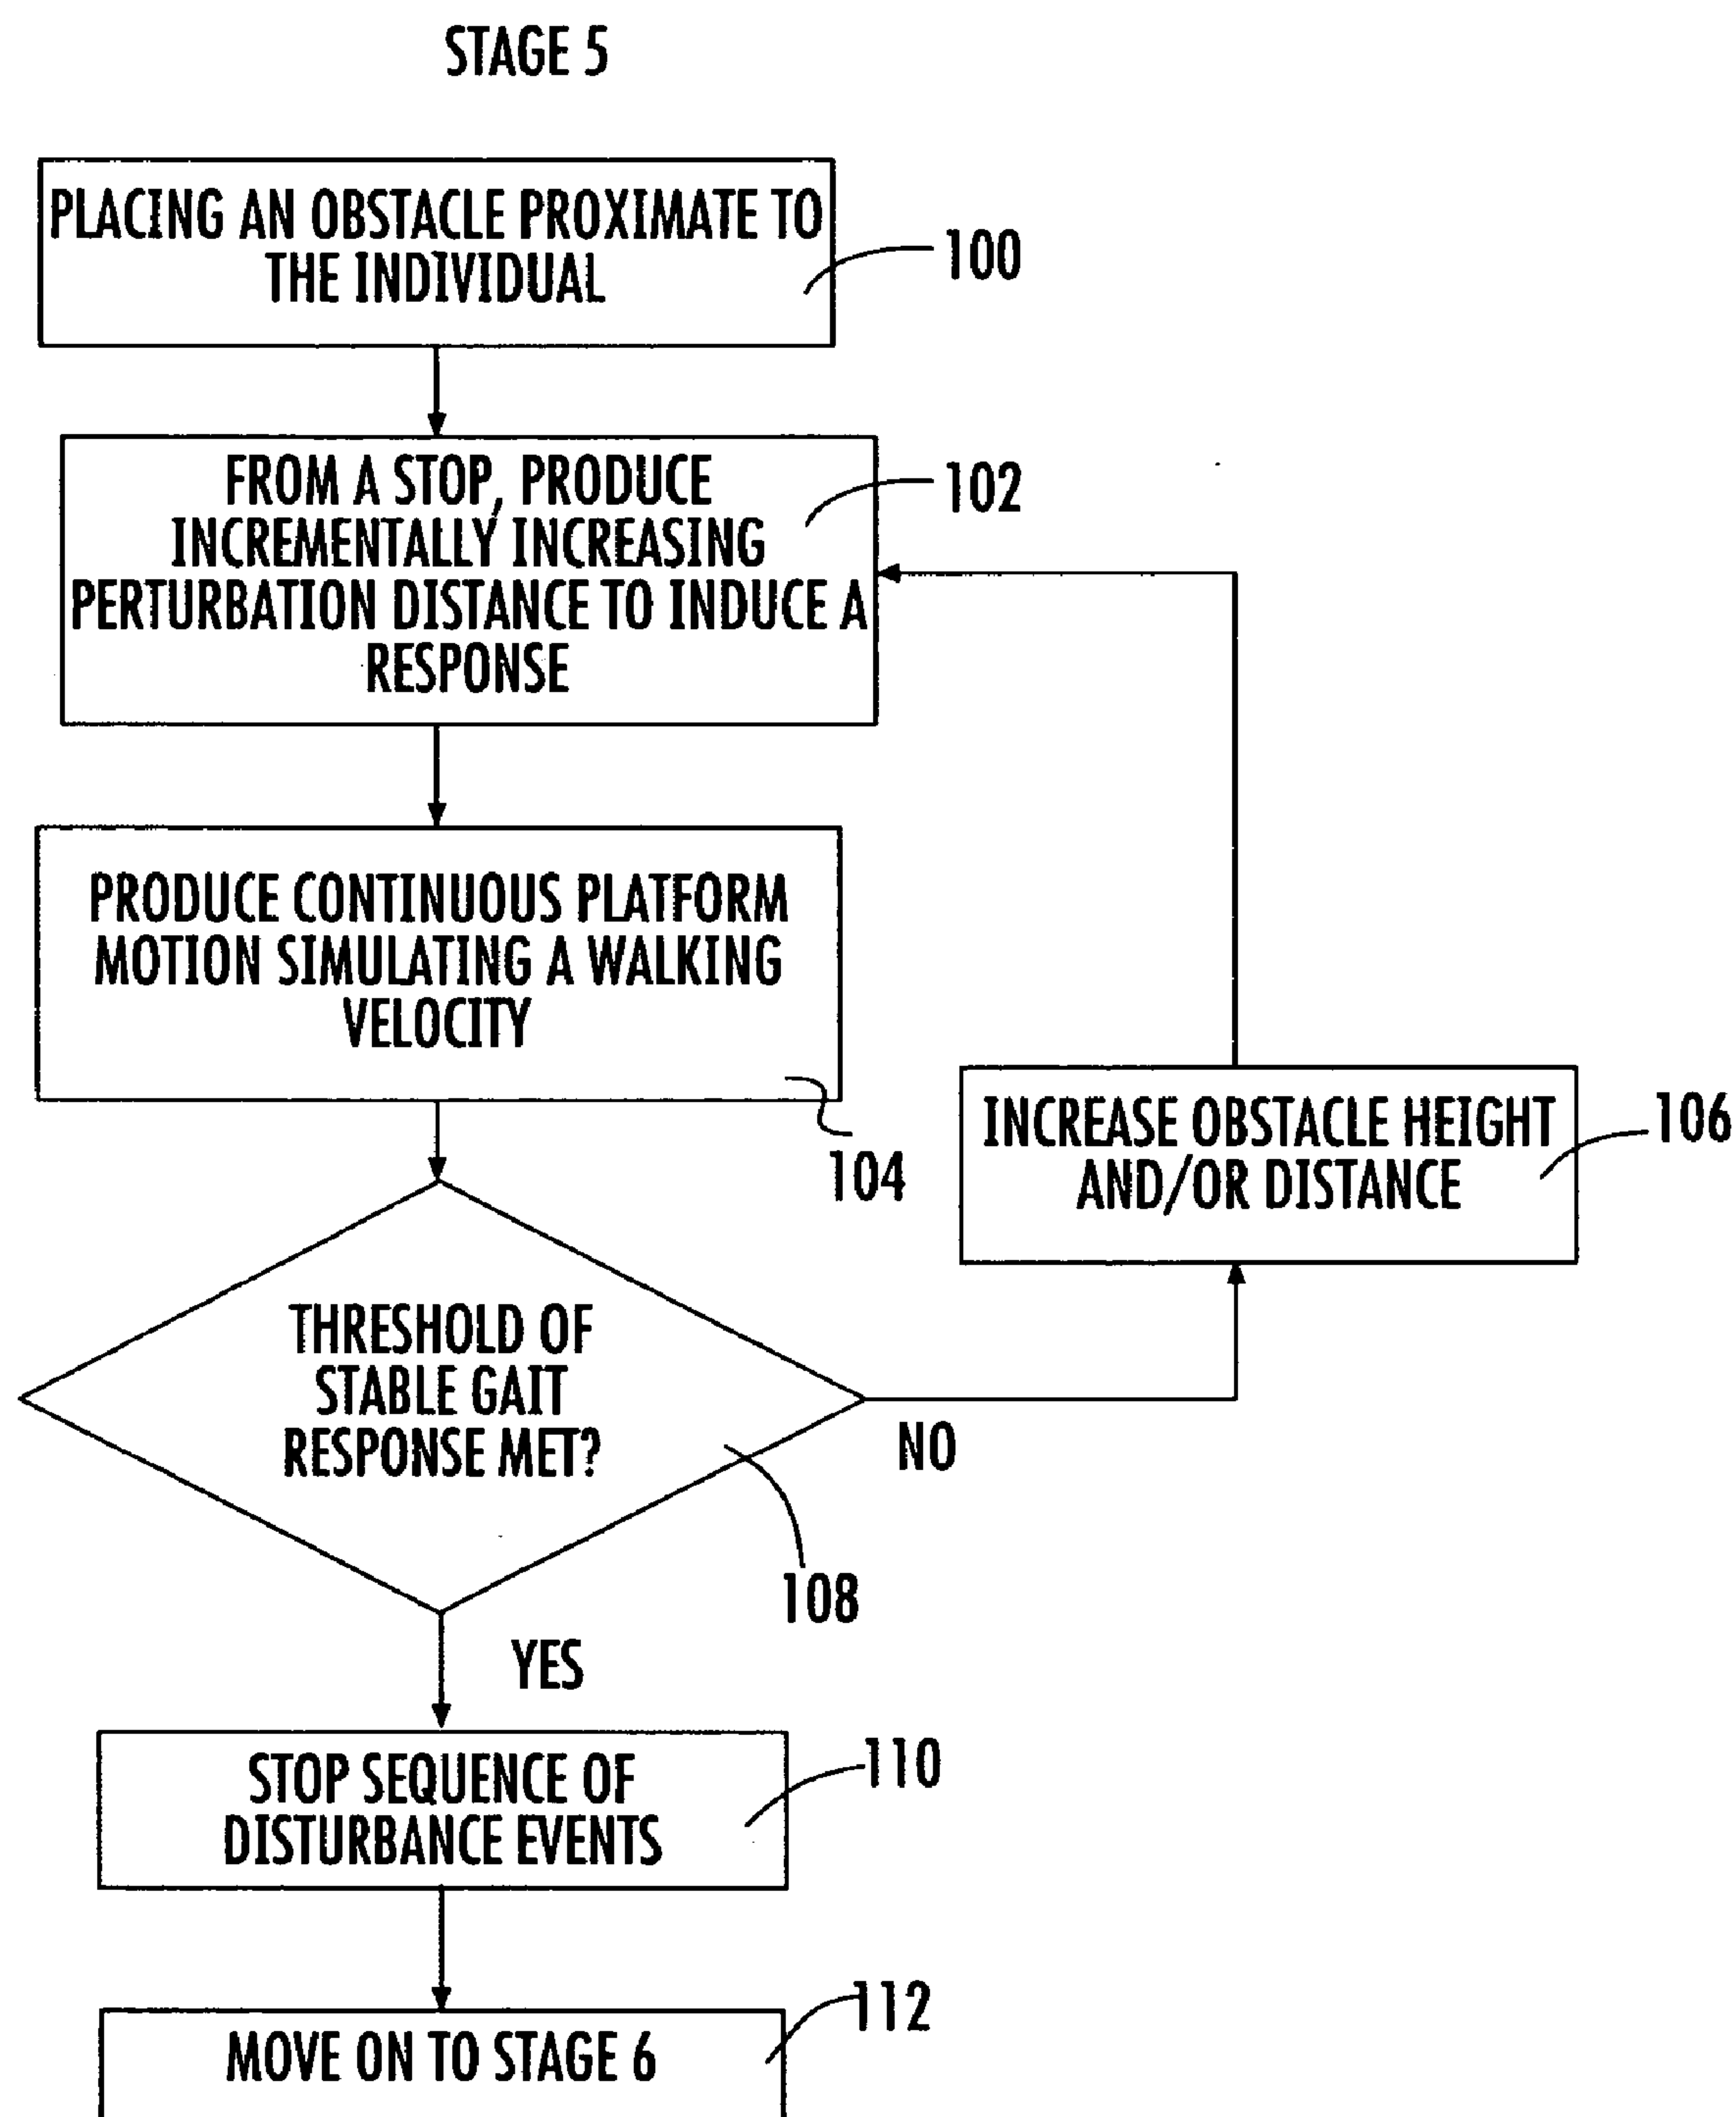 STAGE 5
PLACING AN OBSTACLE PROXIMATE TO
THE INDIVIDUAL
100
FROM A STOP, PRODUCE
INCREMENTALLY INCREASING
PERTURBATION DISTANCE TO INDUCE A
RESPONSE
102
PRODUCE CONTINUOUS PLATFORM
MOTION SIMULATING A WALKING
VELOCITY
104
INCREASE OBSTACLE HEIGHT
AND/OR DISTANCE
106
THRESHOLD OF
STABLE GAIT
RESPONSE MET?
NO
108
YES
STOP SEQUENCE OF
DISTURBANCE EVENTS
110
MOVE ON TO STAGE 6
112